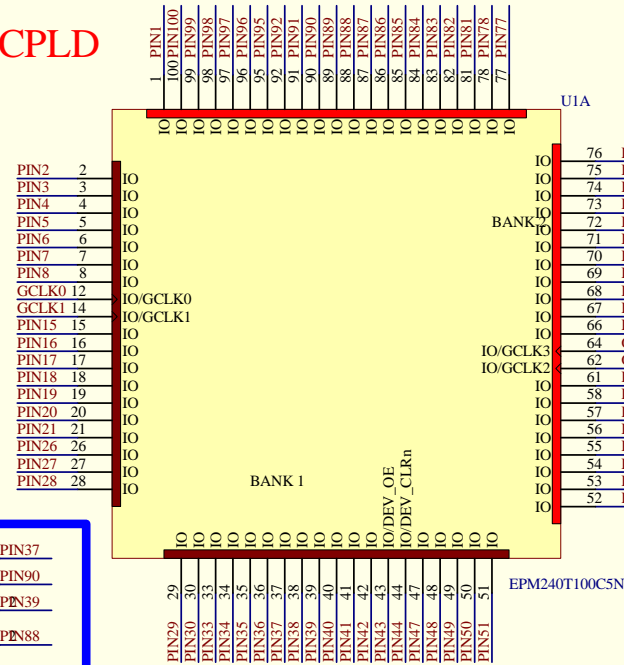 CPLD
PIN1 PIN100 PIN99 PIN98 PIN97 PIN96 PIN95 PIN92 PIN91 PIN90 PIN89 PIN88 PIN87 PIN86 PIN85 PIN84 PIN83 PIN82 PIN81 PIN78 PIN77
1 100 99 98 97 96 95 92 91 90 89 88 87 86 85 84 83 82 81 78 77
U1A
IO IO IO IO IO IO IO IO IO IO IO IO IO IO IO IO IO IO IO IO IO
PIN2 2 IO
PIN3 3 IO
PIN4 4 IO
PIN5 5 IO
PIN6 6 IO
PIN7 7 IO
PIN8 8 IO
GCLK0 12 IO/GCLK0
GCLK1 14 IO/GCLK1
PIN15 15 IO
PIN16 16 IO
PIN17 17 IO
PIN18 18 IO
PIN19 19 IO
PIN20 20 IO
PIN21 21 IO
PIN26 26 IO
PIN27 27 IO
PIN28 28 IO
BANK 2
IO 76
IO 75
IO 74
IO 73
IO 72
IO 71
IO 70
IO 69
IO 68
IO 67
IO 66
IO/GCLK3 64
IO/GCLK2 62
IO 61
IO 58
IO 57
IO 56
IO 55
IO 54
IO 53
IO 52
BANK 1
IO IO IO IO IO IO IO IO IO IO IO IO IO/DEV_OE IO/DEV_CLRn IO IO IO IO IO
EPM240T100C5N
29 30 33 34 35 36 37 38 39 40 41 42 43 44 47 48 49 50 51
PIN29 PIN30 PIN33 PIN34 PIN35 PIN36 PIN37 PIN38 PIN39 PIN40 PIN41 PIN42 PIN43 PIN44 PIN47 PIN48 PIN49 PIN50 PIN51
PIN37
PIN90
PIN39
PIN88